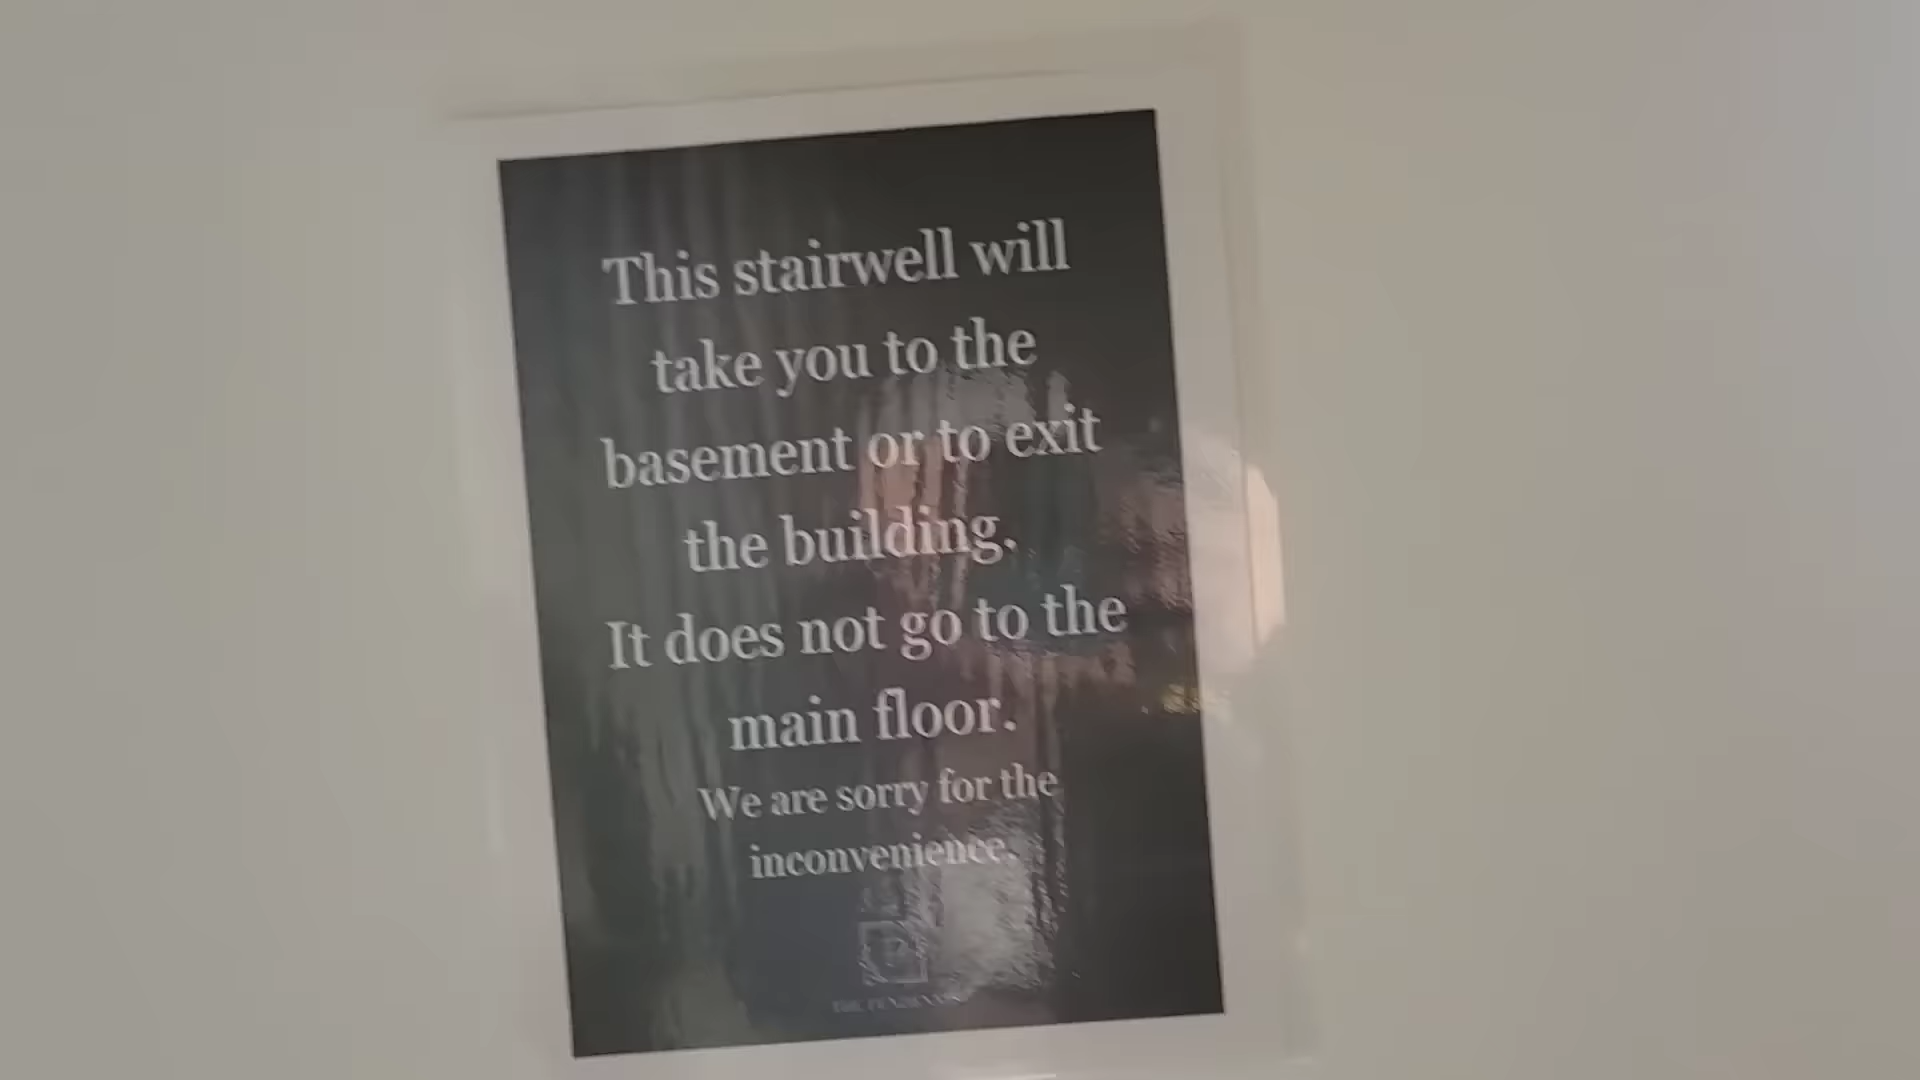 This stairwell will
take you to the
basement or to exit
the building.
It does not go to the
main floor.
We are sorry for the
inconvenience.
THE